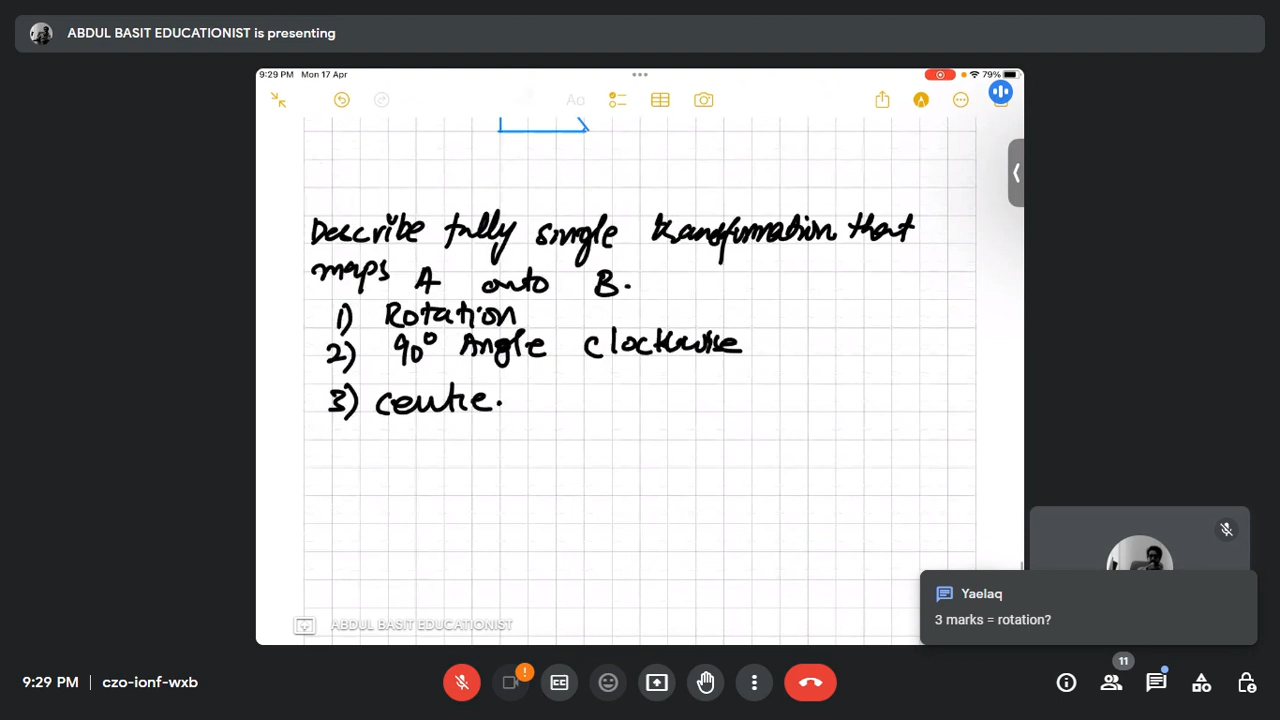 ABDUL BASIT EDUCATIONIST is presenting
9:29 PM Mon 17 Apr
79%
Aa
Describe fully single transformation that
maps A onto B.
1) Rotation
2) 90° Angle clockwise
3) centre.
Yaelaq
3 marks = rotation?
ABDUL BASIT EDUCATIONIST
11
9:29 PM | czo-ionf-wxb